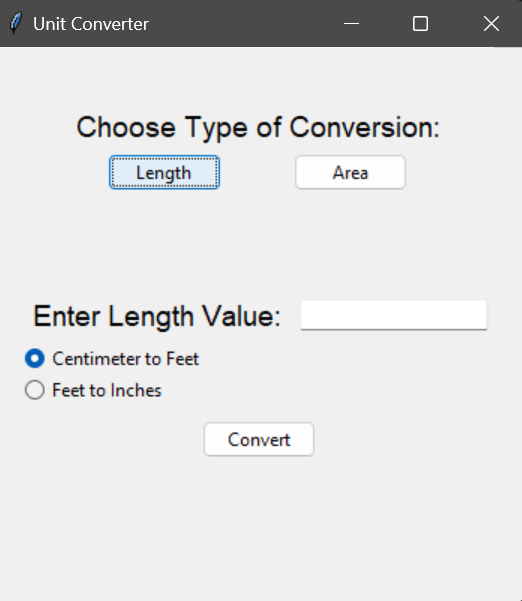 Unit Converter
Choose Type of Conversion:
Length Area
Enter Length Value:
Centimeter to Feet
Feet to Inches
Convert